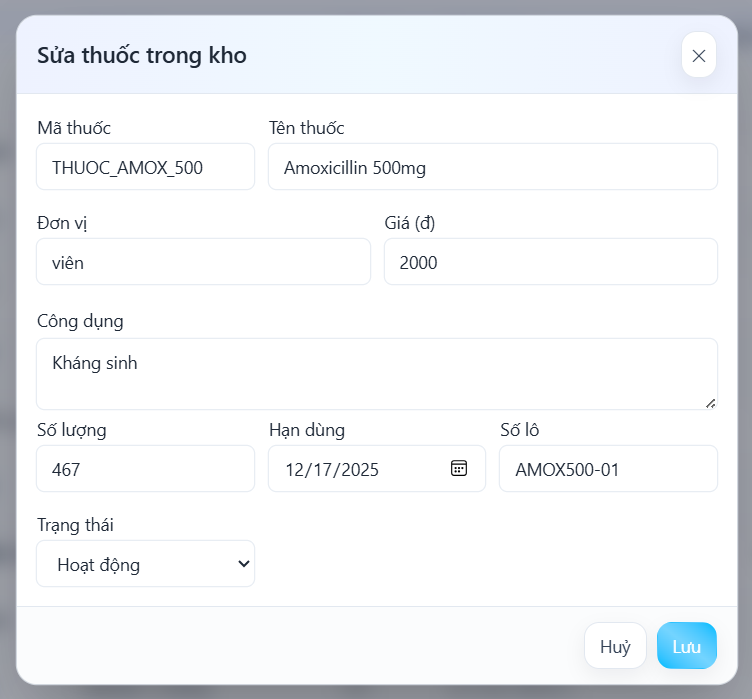 Sửa thuốc trong kho
Mã thuốc
Tên thuốc
THUOC_AMOX_500
Amoxicillin 500mg
Đơn vị
Giá (đ)
viên
2000
Công dụng
Kháng sinh
Số lượng
Hạn dùng
Số lô
467
12/17/2025
AMOX500-01
Trạng thái
Hoạt động
Huỷ
Lưu